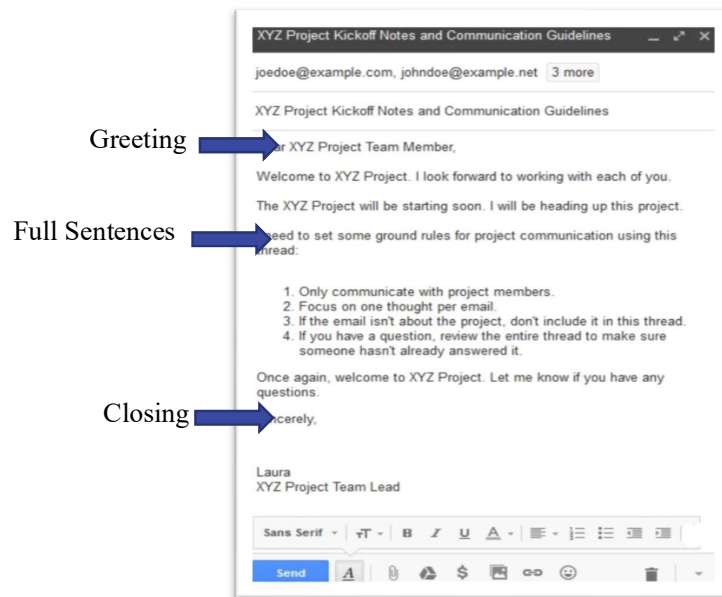 XYZ Project Kickoff Notes and Communication Guidelines
joedoe@example.com, johndoe@example.net 3 more
XYZ Project Kickoff Notes and Communication Guidelines
Greeting
ar XYZ Project Team Member,
Welcome to XYZ Project. I look forward to working with each of you.
The XYZ Project will be starting soon. I will be heading up this project.
Full Sentences
need to set some ground rules for project communication using this
thread:
1. Only communicate with project members.
2. Focus on one thought per email.
3. If the email isn't about the project, don't include it in this thread.
4. If you have a question, review the entire thread to make sure
someone hasn't already answered it.
Once again, welcome to XYZ Project. Let me know if you have any
questions.
Closing
ncerely,
Laura
XYZ Project Team Lead
Sans Serif
Send